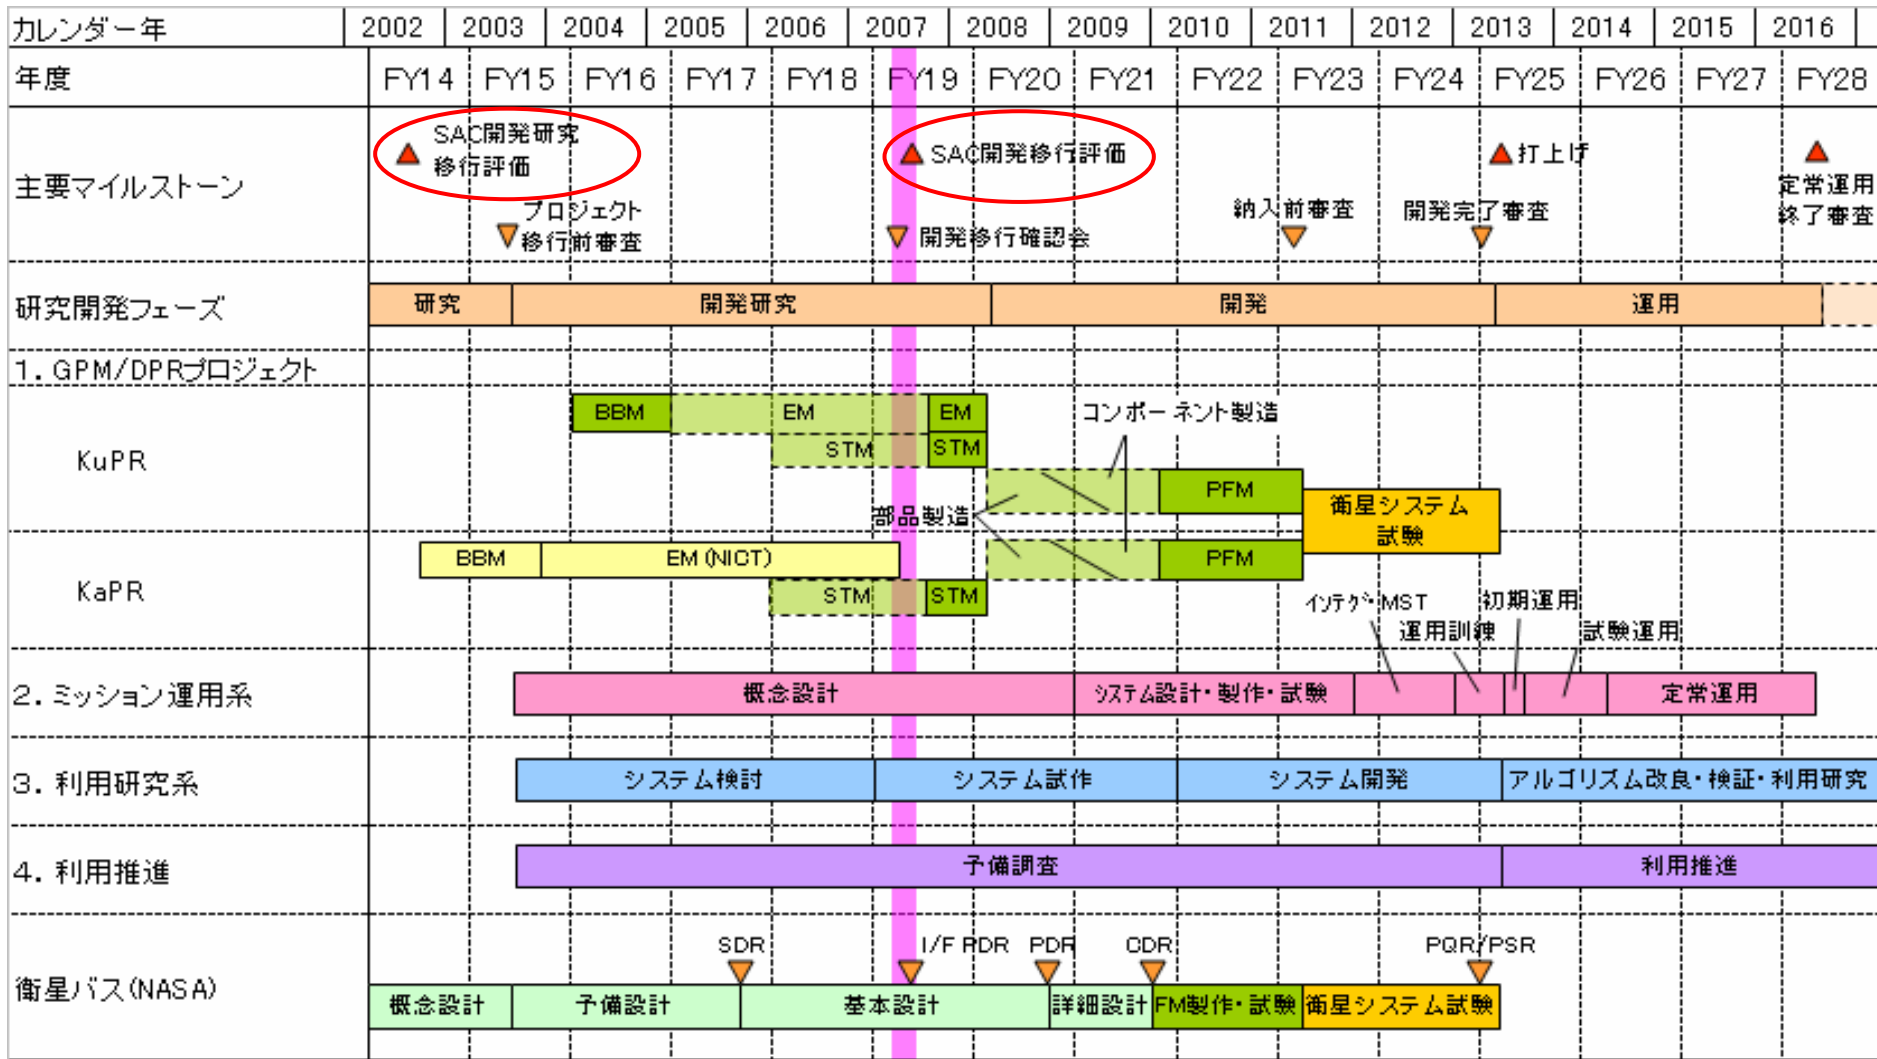 カレンダー年 2002 2003 2004 2005 2006 2007 2008 2009 2010 2011 2012 2013 2014 2015 2016
年度 FY14 FY15 FY16 FY17 FY18 FY19 FY20 FY21 FY22 FY23 FY24 FY25 FY26 FY27 FY28
主要マイルストーン
SAC開発研究
移行評価
SAC開発移行評価
打上げ
定常運用
終了審査
プロジェクト
移行前審査
開発移行確認会
納入前審査
開発完了審査
研究開発フェーズ 研究 開発研究 開発 運用
1. GPM/DPRプロジェクト
KuPR
BBM EM EM
STM STM
コンポーネント製造
部品製造
PFM
衛星システム
試験
KaPR
BBM EM (NICT)
PFM
STM STM
インテグ・MST
初期運用
運用訓練
試験運用
2. ミッション運用系 概念設計 システム設計・製作・試験 定常運用
3. 利用研究系 システム検討 システム試作 システム開発 アルゴリズム改良・検証・利用研究
4. 利用推進 予備調査 利用推進
衛星バス(NASA)
SDR I/F PDR PDR CDR PQR/PSR
概念設計 予備設計 基本設計 詳細設計 FM製作・試験 衛星システム試験